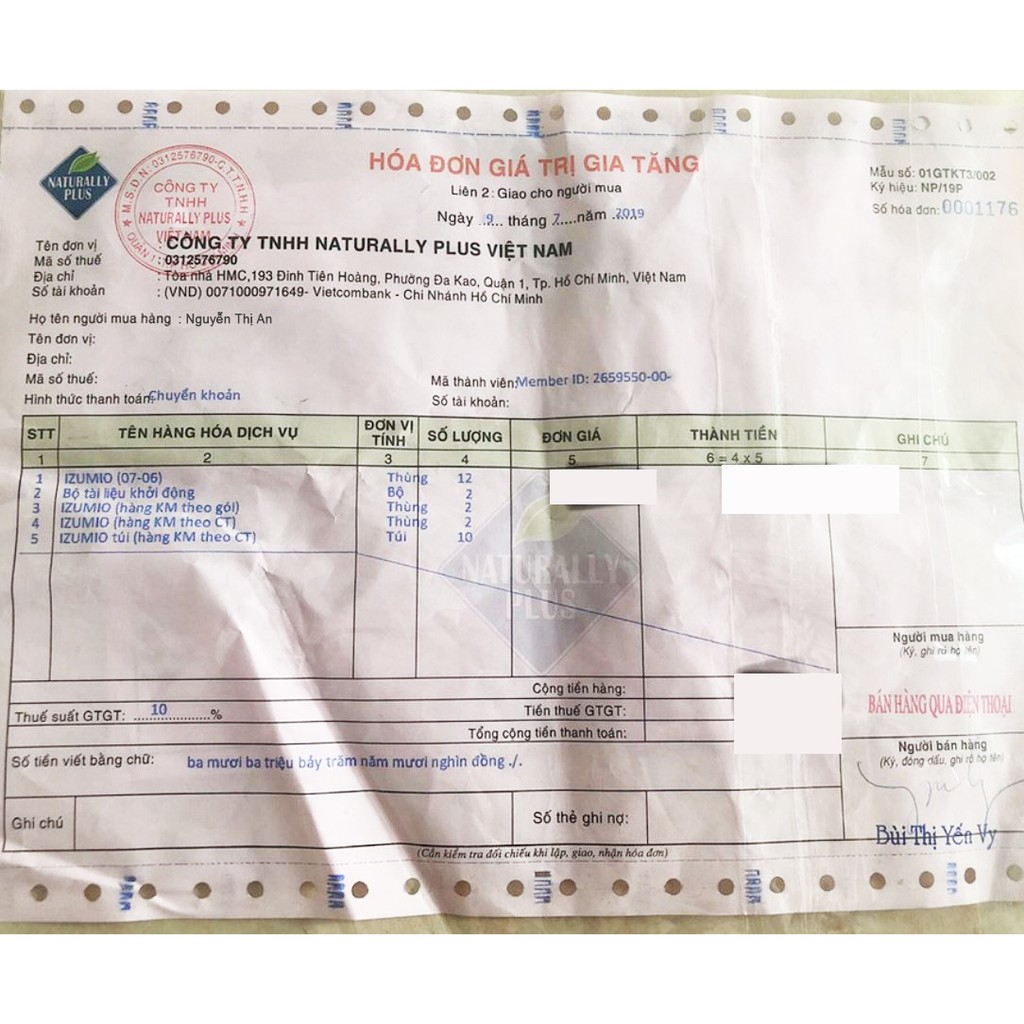 NATURALLY
PLUS
M.S.D.N: 0312576790-C.T.T.N.H.H
CÔNG TY
TNHH
NATURALLY PLUS
VIỆT NAM
QUẬN 1
HÓA ĐƠN GIÁ TRỊ GIA TĂNG
Liên 2: Giao cho người mua
Ngày ..9... tháng 7....năm .2019
Mẫu số: 01GTKT3/002
Ký hiệu: NP/19P
Số hóa đơn: 0001176
Tên đơn vị : CÔNG TY TNHH NATURALLY PLUS VIỆT NAM
Mã số thuế : 0312576790
Địa chỉ : Tòa nhà HMC,193 Đinh Tiên Hoàng, Phường Đa Kao, Quận 1, Tp. Hồ Chí Minh, Việt Nam
Số tài khoản : (VND) 0071000971649- Vietcombank - Chi Nhánh Hồ Chí Minh
Họ tên người mua hàng : Nguyễn Thị An
Tên đơn vị:
Địa chỉ:
Mã số thuế:
Mã thành viên: Member ID: 2659550-00-
Hình thức thanh toán: Chuyển khoản
Số tài khoản:
STT TÊN HÀNG HÓA DỊCH VỤ ĐƠN VỊ TÍNH SỐ LƯỢNG ĐƠN GIÁ THÀNH TIỀN GHI CHÚ
1 2 3 4 5 6 = 4 x 5 7
1 IZUMIO (07-06) Thùng 12
2 Bộ tài liệu khởi động Bộ 2
3 IZUMIO (hàng KM theo gói) Thùng 2
4 IZUMIO (hàng KM theo CT) Thùng 2
5 IZUMIO túi (hàng KM theo CT) Túi 10
NATURALLY
PLUS
Người mua hàng
(Ký, ghi rõ họ tên)
BÁN HÀNG QUA ĐIỆN THOẠI
Cộng tiền hàng:
Thuế suất GTGT: .....10.....% Tiền thuế GTGT:
Tổng cộng tiền thanh toán:
Người bán hàng
(Ký, đóng dấu, ghi rõ họ tên)
Số tiền viết bằng chữ: ba mươi ba triệu bảy trăm năm mươi nghìn đồng ./.
Bùi Thị Yến Vy
Ghi chú Số thẻ ghi nợ:
(Cần kiểm tra đối chiếu khi lập, giao, nhận hóa đơn)